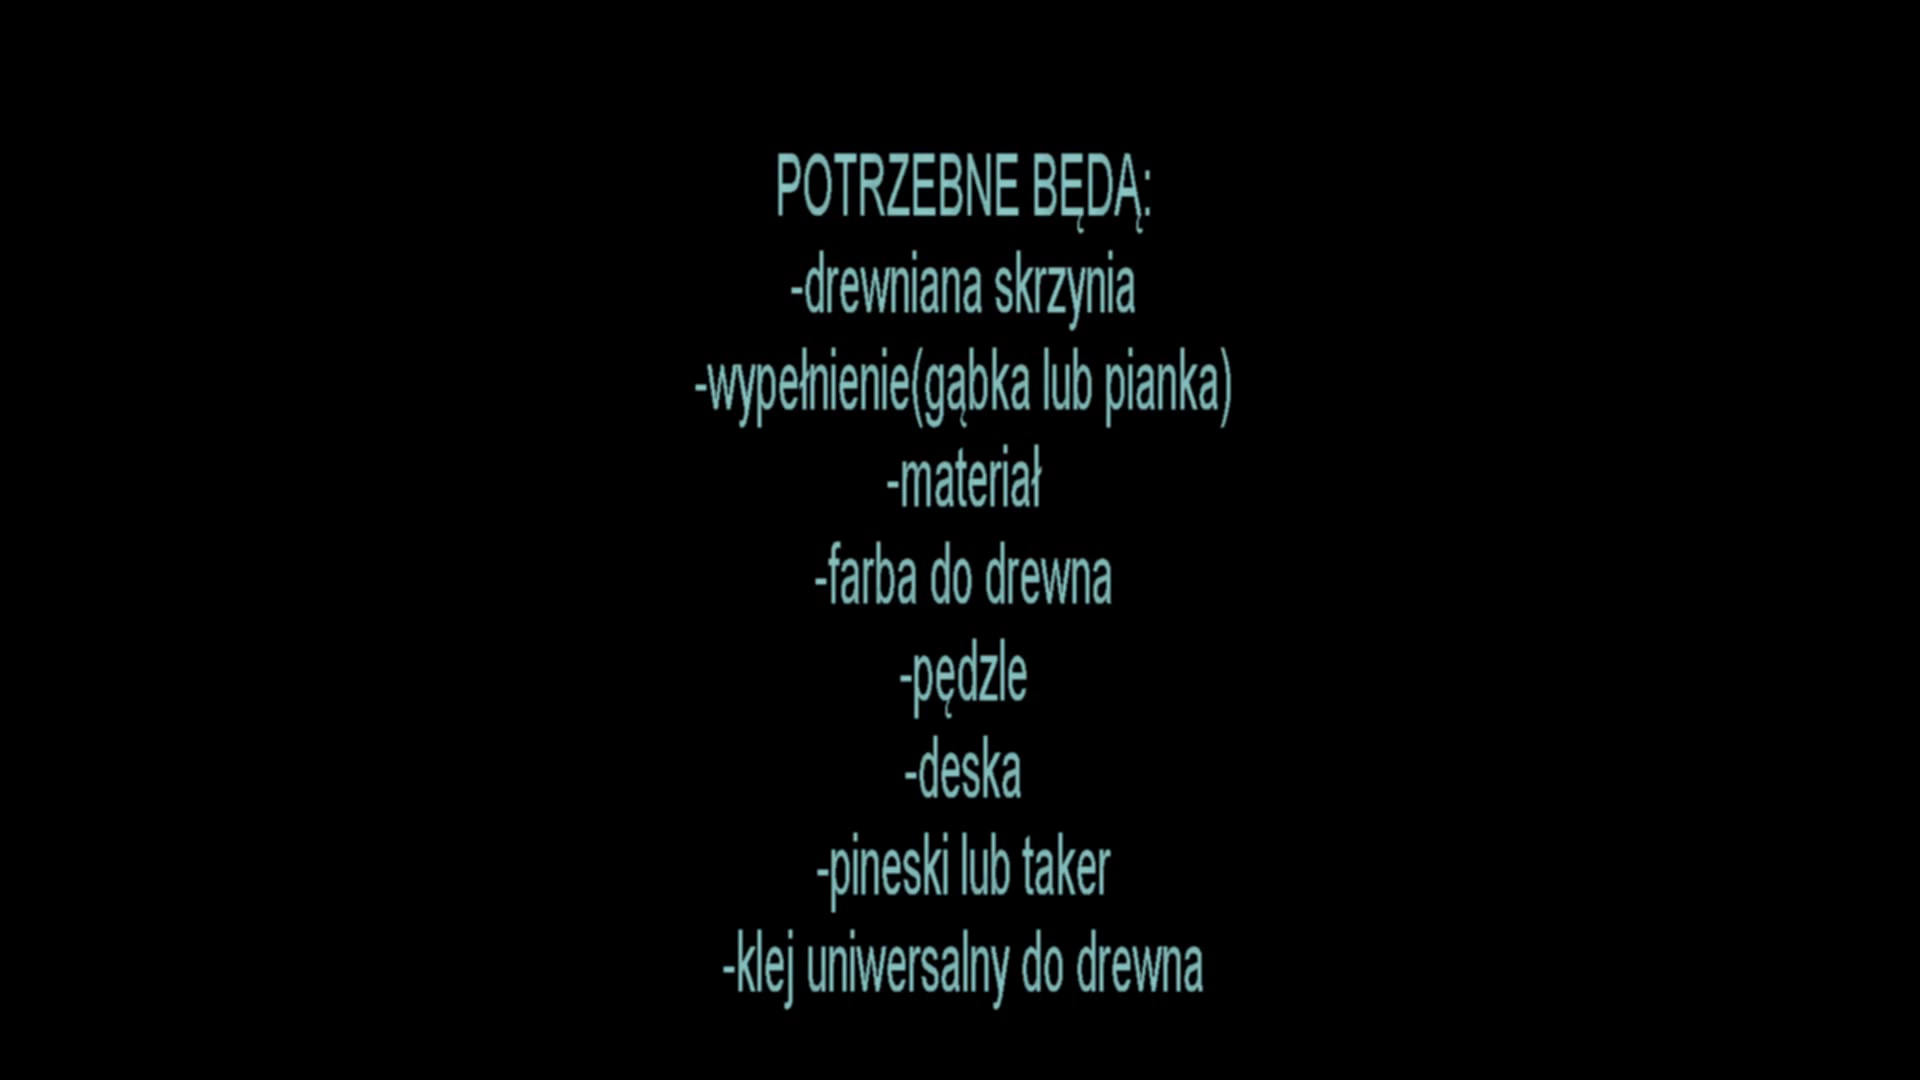 POTRZEBNE BĘDĄ:
-drewniana skrzynia
-wypełnienie(gąbka lub pianka)
-materiał
-farba do drewna
-pędzle
-deska
-pineski lub taker
-klej uniwersalny do drewna